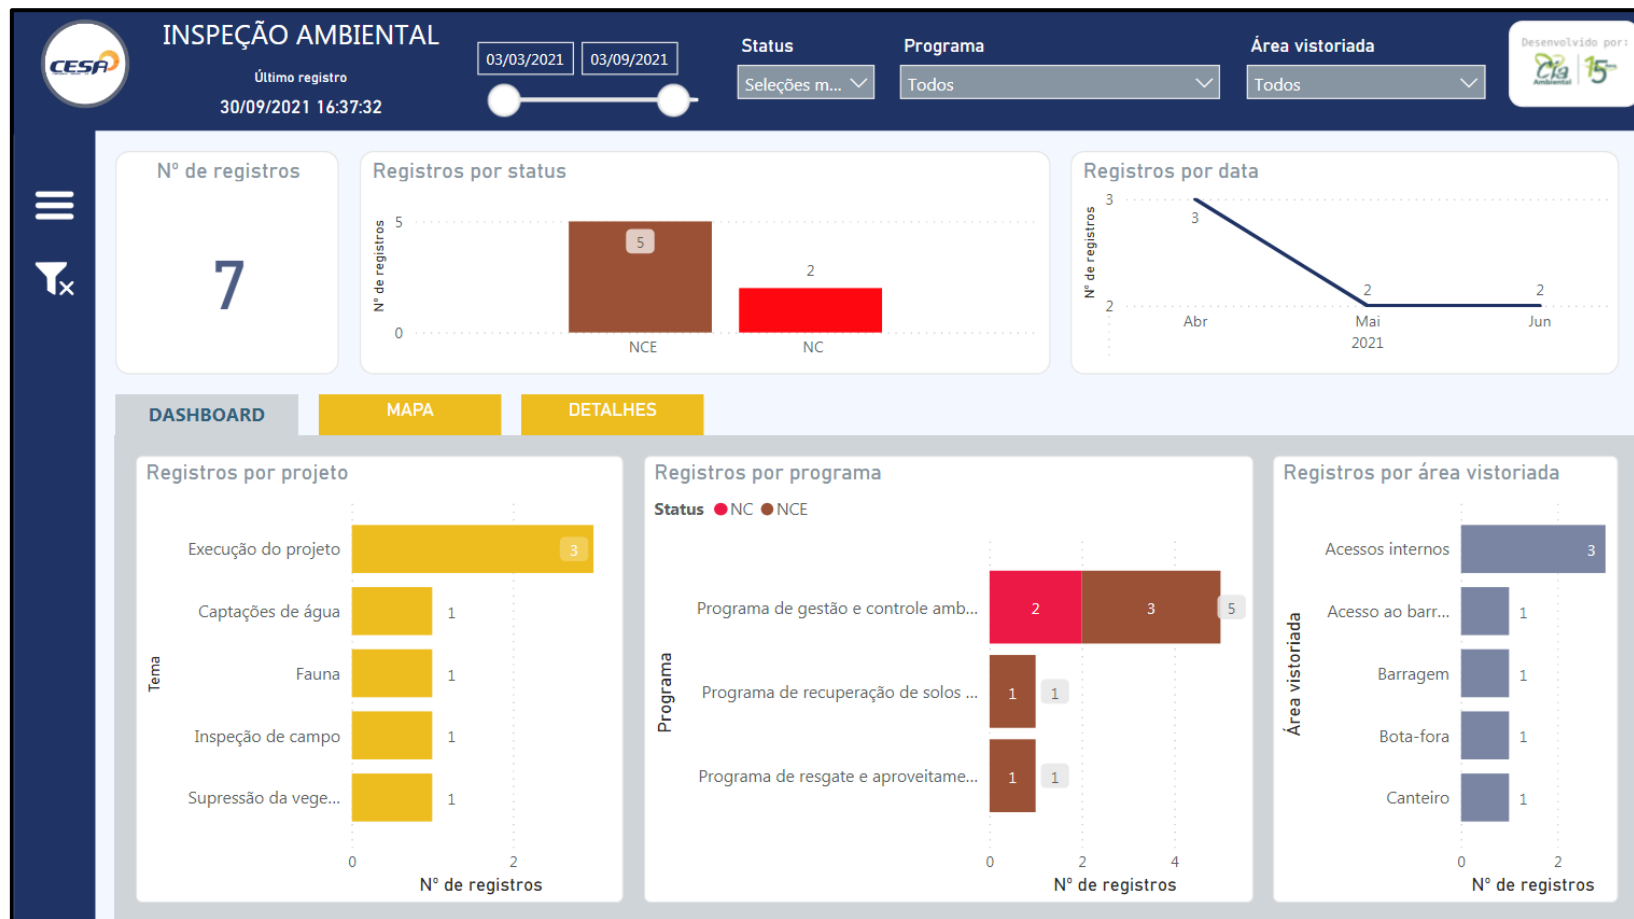 CESA
INSPEÇÃO AMBIENTAL
Último registro
30/09/2021 16:37:32
03/03/2021
03/09/2021
Status
Seleções m...
Programa
Todos
Área vistoriada
Todos
Desenvolvido por:
Cia
Ambiental
15
Nº de registros
7
Registros por status
Nº de registros
5
0
5
2
NCE
NC
Registros por data
Nº de registros
3
2
3
2
2
Abr
Mai
Jun
2021
DASHBOARD
MAPA
DETALHES
Registros por projeto
Tema
Execução do projeto
3
Captações de água
1
Fauna
1
Inspeção de campo
1
Supressão da vege...
1
0
2
Nº de registros
Registros por programa
Status NC NCE
Programa
Programa de gestão e controle amb...
2
3
5
Programa de recuperação de solos ...
1
1
Programa de resgate e aproveitame...
1
1
0
2
4
Nº de registros
Registros por área vistoriada
Área vistoriada
Acessos internos
3
Acesso ao barr...
1
Barragem
1
Bota-fora
1
Canteiro
1
0
2
Nº de registros